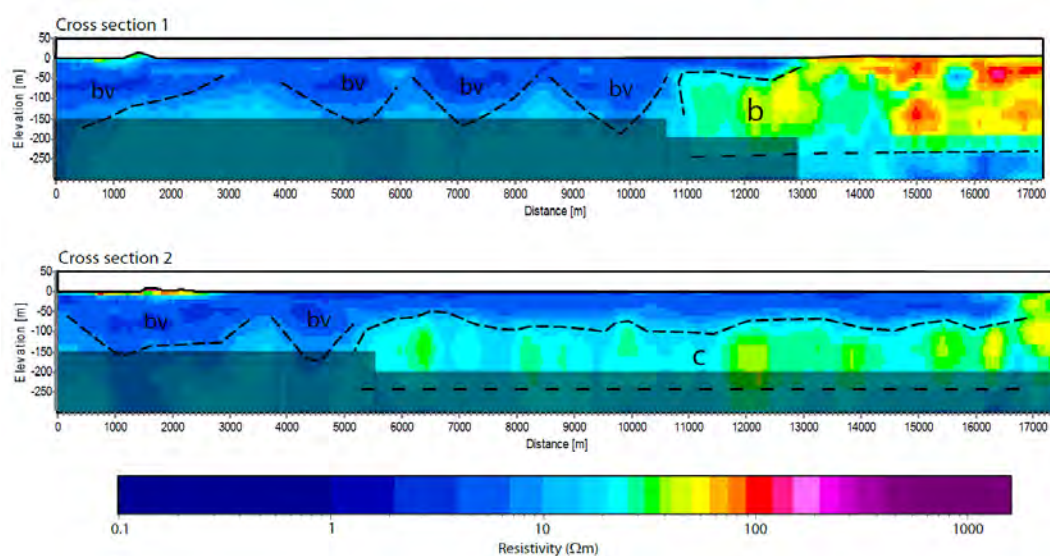 Cross section 1
50
0
-50
-100
-150
-200
-250
Elevation [m]
bv bv bv bv b
0 1000 2000 3000 4000 5000 6000 7000 8000 9000 10000 11000 12000 13000 14000 15000 16000 17000
Distance [m]
Cross section 2
50
0
-50
-100
-150
-200
-250
Elevation [m]
bv bv c
0 1000 2000 3000 4000 5000 6000 7000 8000 9000 10000 11000 12000 13000 14000 15000 16000 17000
Distance [m]
0.1 1 10 100 1000
Resistivity (Ωm)